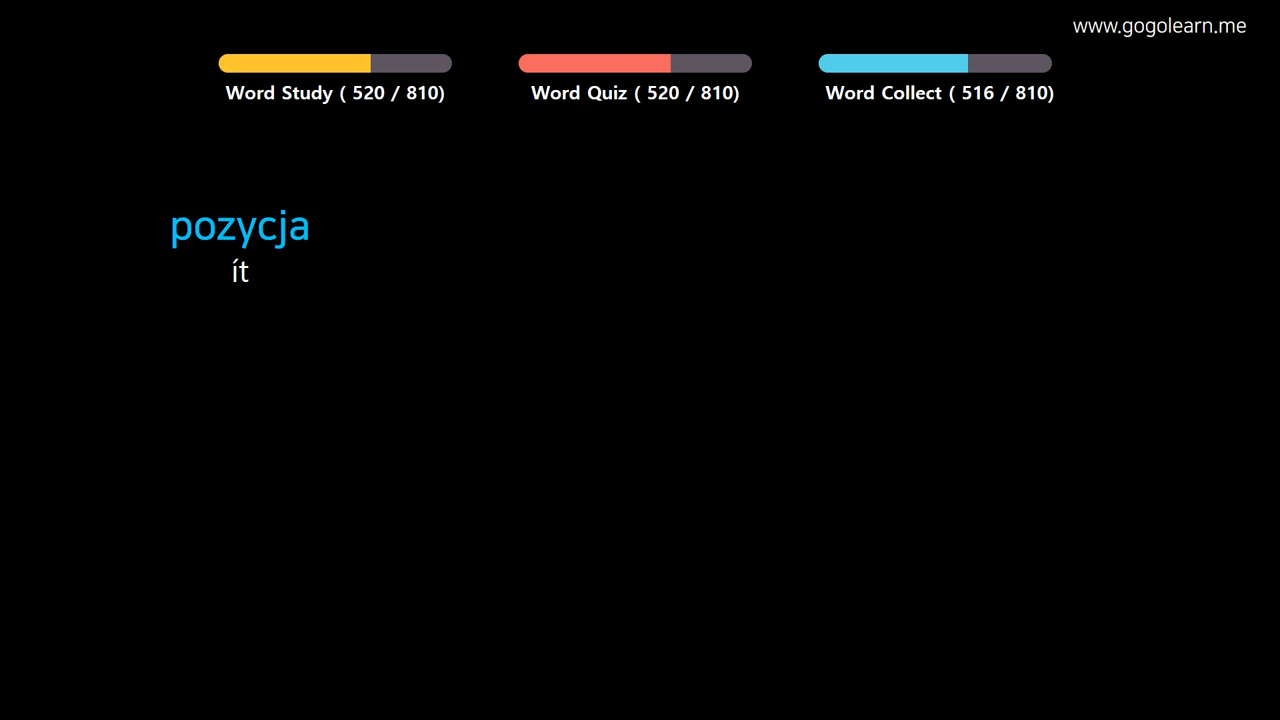 www.gogolearn.me
Word Study ( 520 / 810)
Word Quiz ( 520 / 810)
Word Collect ( 516 / 810)
pozycja
ít